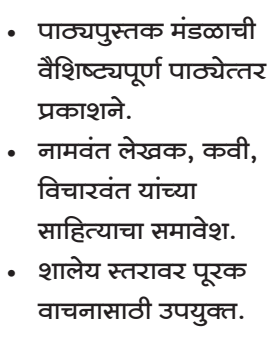 • पाठ्यपुस्तक मंडळाची
वैशिष्ट्यपूर्ण पाठ्येत्तर
प्रकाशने.
• नामवंत लेखक, कवी,
विचारवंत यांच्या
साहित्याचा समावेश.
• शालेय स्तरावर पूरक
वाचनासाठी उपयुक्त.